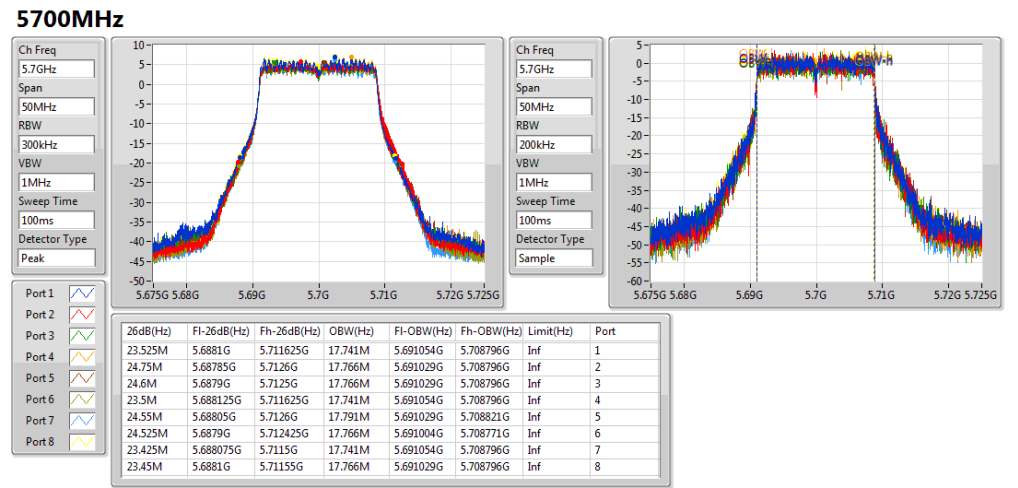 5700MHz
Ch Freq
5.7GHz
Span
50MHz
RBW
300kHz
VBW
1MHz
Sweep Time
100ms
Detector Type
Peak
10
5
0
-5
-10
-15
-20
-25
-30
-35
-40
-45
-50
5.675G 5.68G 5.69G 5.7G 5.71G 5.72G 5.725G
Ch Freq
5.7GHz
Span
50MHz
RBW
200kHz
VBW
1MHz
Sweep Time
100ms
Detector Type
Sample
5
0
-5
-10
-15
-20
-25
-30
-35
-40
-45
-50
-55
-60
5.675G 5.68G 5.69G 5.7G 5.71G 5.72G 5.725G
Port 1
Port 2
Port 3
Port 4
Port 5
Port 6
Port 7
Port 8
26dB(Hz) Fl-26dB(Hz) Fh-26dB(Hz) OBW(Hz) Fl-OBW(Hz) Fh-OBW(Hz) Limit(Hz) Port
23.525M 5.6881G 5.711625G 17.741M 5.691054G 5.708796G Inf 1
24.75M 5.68785G 5.7126G 17.766M 5.691029G 5.708796G Inf 2
24.6M 5.6879G 5.7125G 17.766M 5.691029G 5.708796G Inf 3
23.5M 5.688125G 5.711625G 17.741M 5.691054G 5.708796G Inf 4
24.55M 5.68805G 5.7126G 17.791M 5.691029G 5.708821G Inf 5
24.525M 5.6879G 5.712425G 17.766M 5.691004G 5.708771G Inf 6
23.425M 5.688075G 5.7115G 17.741M 5.691054G 5.708796G Inf 7
23.45M 5.6881G 5.71155G 17.766M 5.691029G 5.708796G Inf 8